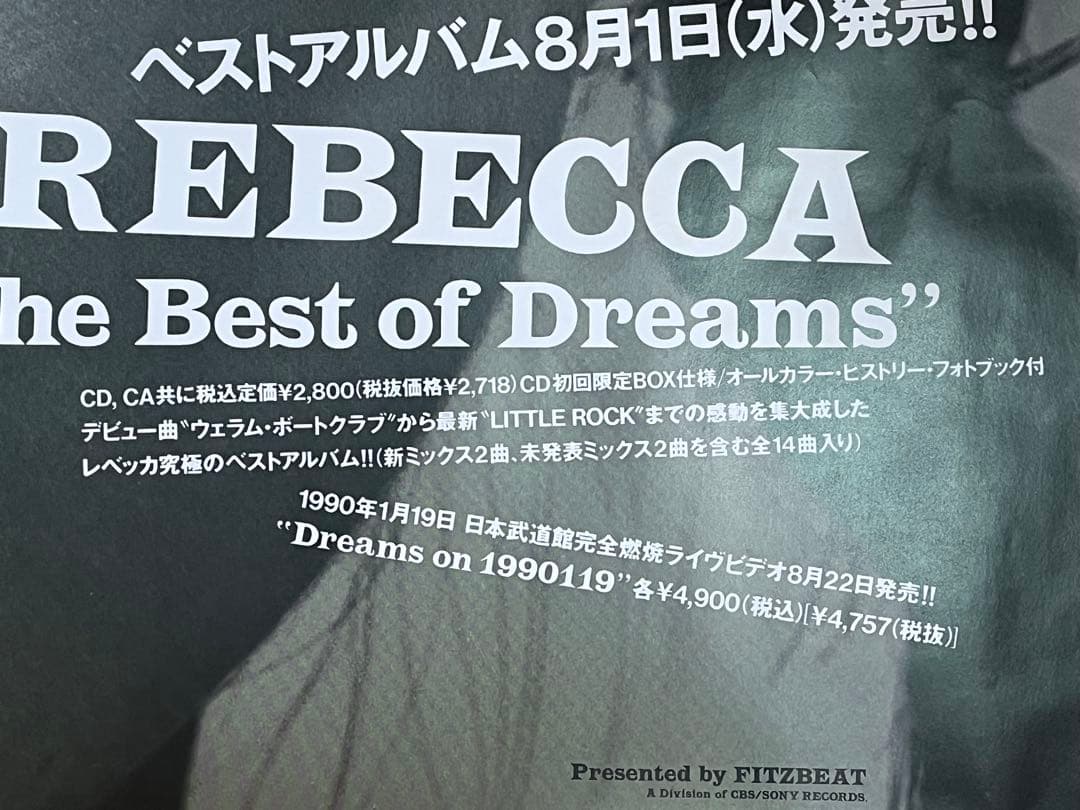 ベストアルバム8月1日(水)発売!!
REBECCA
he Best of Dreams”
CD, CA共に税込定価¥2,800(税抜価格¥2,718)CD初回限定BOX仕様/オールカラー・ヒストリー・フォトブック付
デビュー曲〝ウェラム・ボートクラブ〞から最新〝LITTLE ROCK〞までの感動を集大成した
レベッカ究極のベストアルバム!!(新ミックス2曲、未発表ミックス2曲を含む全14曲入り)
1990年1月19日 日本武道館完全燃焼ライヴビデオ8月22日発売!!
“Dreams on 1990119”各¥4,900(税込)[¥4,757(税抜)]
Presented by FITZBEAT
A Division of CBS/SONY RECORDS.